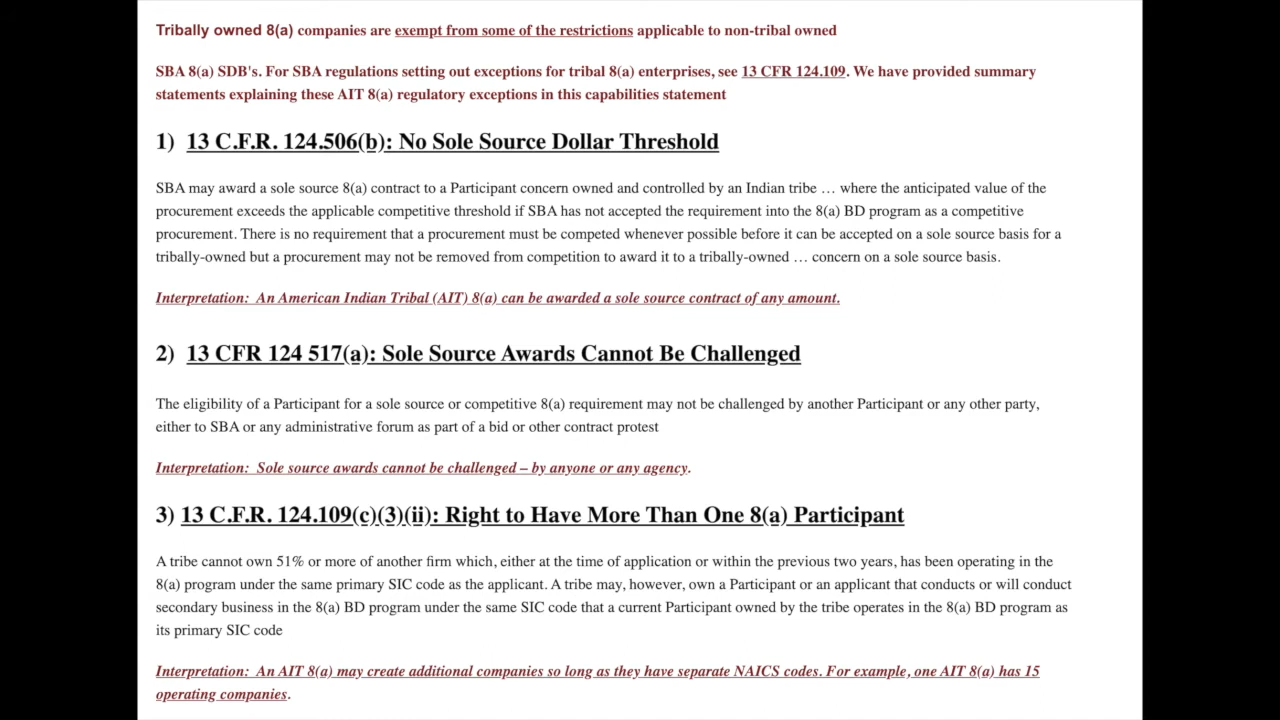 Tribally owned 8(a) companies are exempt from some of the restrictions applicable to non-tribal owned
SBA 8(a) SDB's. For SBA regulations setting out exceptions for tribal 8(a) enterprises, see 13 CFR 124.109. We have provided summary
statements explaining these AIT 8(a) regulatory exceptions in this capabilities statement
1) 13 C.F.R. 124.506(b): No Sole Source Dollar Threshold
SBA may award a sole source 8(a) contract to a Participant concern owned and controlled by an Indian tribe … where the anticipated value of the
procurement exceeds the applicable competitive threshold if SBA has not accepted the requirement into the 8(a) BD program as a competitive
procurement. There is no requirement that a procurement must be competed whenever possible before it can be accepted on a sole source basis for a
tribally-owned but a procurement may not be removed from competition to award it to a tribally-owned … concern on a sole source basis.
Interpretation: An American Indian Tribal (AIT) 8(a) can be awarded a sole source contract of any amount.
2) 13 CFR 124 517(a): Sole Source Awards Cannot Be Challenged
The eligibility of a Participant for a sole source or competitive 8(a) requirement may not be challenged by another Participant or any other party,
either to SBA or any administrative forum as part of a bid or other contract protest
Interpretation: Sole source awards cannot be challenged – by anyone or any agency.
3) 13 C.F.R. 124.109(c)(3)(ii): Right to Have More Than One 8(a) Participant
A tribe cannot own 51% or more of another firm which, either at the time of application or within the previous two years, has been operating in the
8(a) program under the same primary SIC code as the applicant. A tribe may, however, own a Participant or an applicant that conducts or will conduct
secondary business in the 8(a) BD program under the same SIC code that a current Participant owned by the tribe operates in the 8(a) BD program as
its primary SIC code
Interpretation: An AIT 8(a) may create additional companies so long as they have separate NAICS codes. For example, one AIT 8(a) has 15
operating companies.